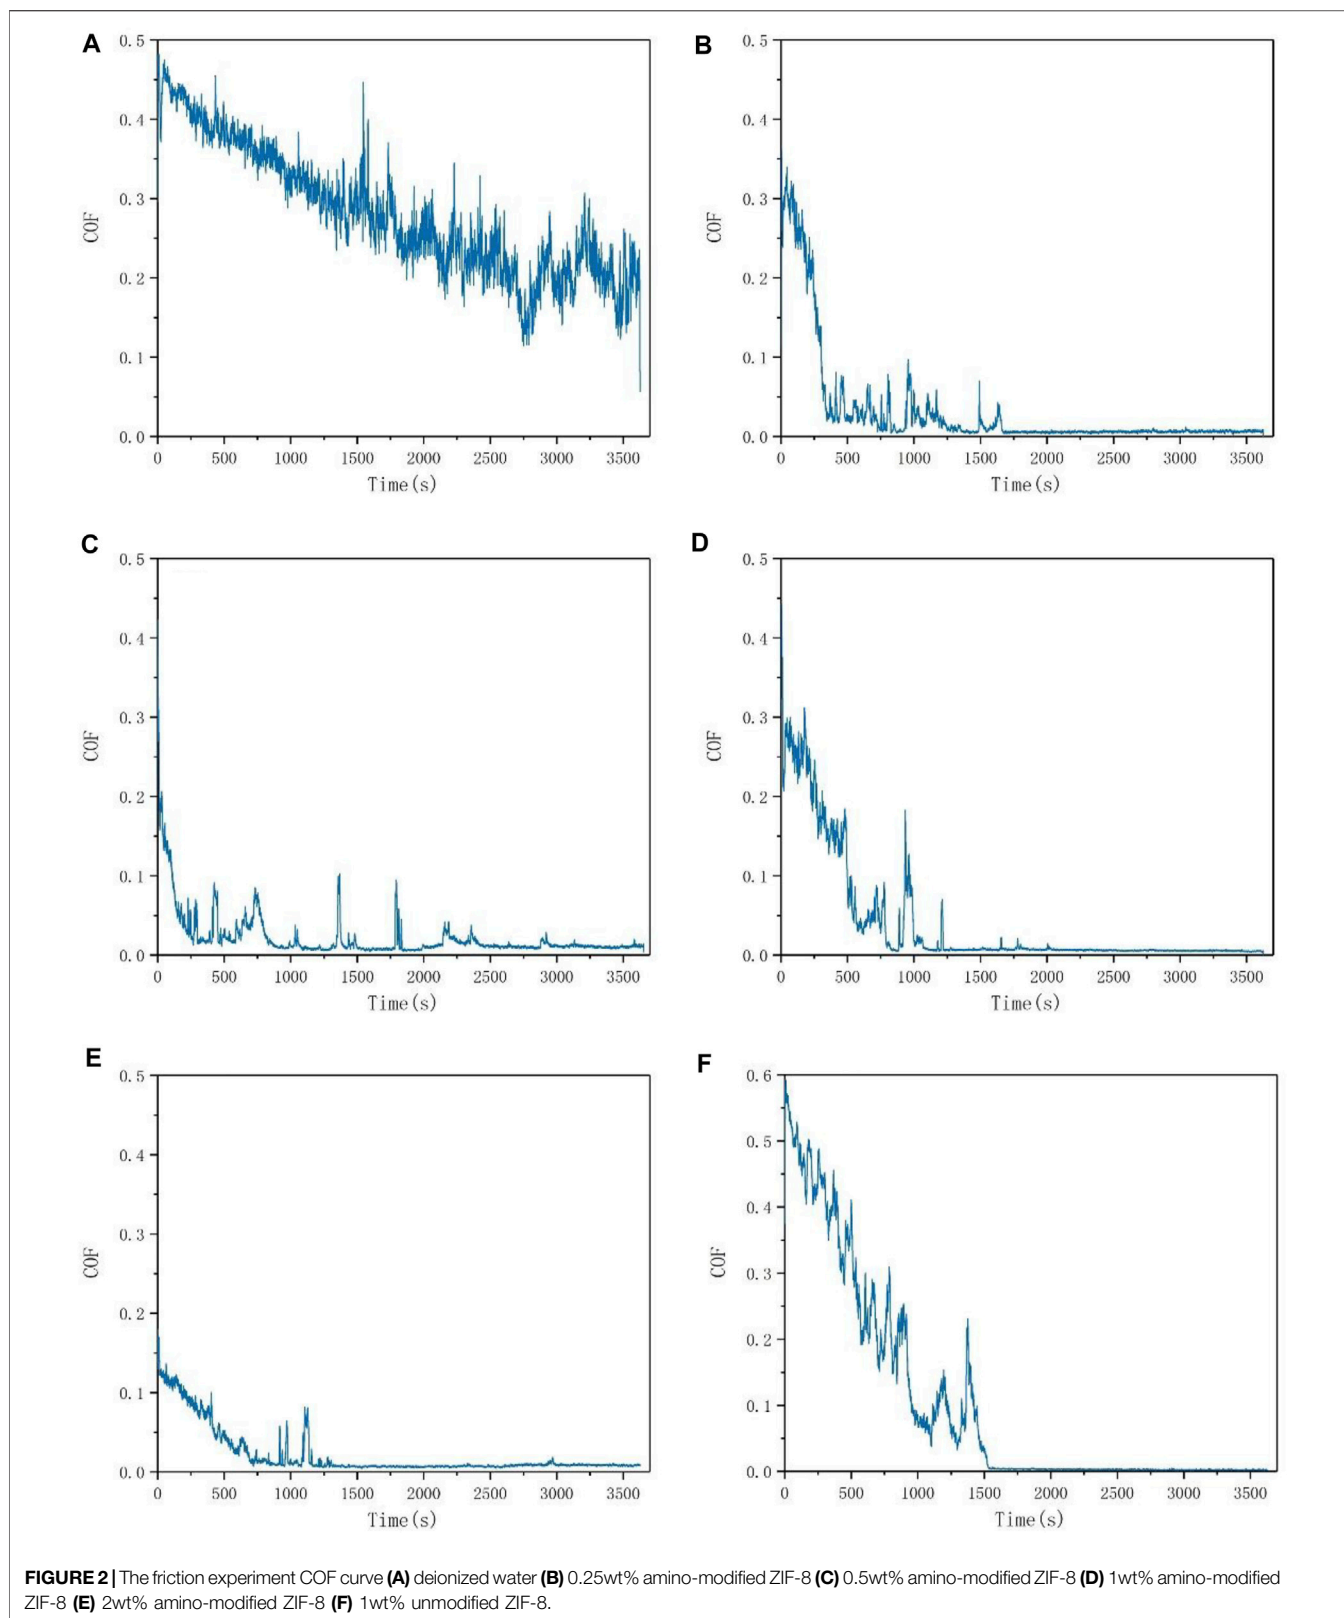 A
0.5
0.4
0.3
0.2
0.1
0.0
COF
0 500 1000 1500 2000 2500 3000 3500
Time(s)
B
0.5
0.4
0.3
0.2
0.1
0.0
COF
0 500 1000 1500 2000 2500 3000 3500
Time(s)
C
0.5
0.4
0.3
0.2
0.1
0.0
COF
0 500 1000 1500 2000 2500 3000 3500
Time(s)
D
0.5
0.4
0.3
0.2
0.1
0.0
COF
0 500 1000 1500 2000 2500 3000 3500
Time(s)
E
0.5
0.4
0.3
0.2
0.1
0.0
COF
0 500 1000 1500 2000 2500 3000 3500
Time(s)
F
0.6
0.5
0.4
0.3
0.2
0.1
0.0
COF
0 500 1000 1500 2000 2500 3000 3500
Time(s)
FIGURE 2 | The friction experiment COF curve (A) deionized water (B) 0.25wt% amino-modified ZIF-8 (C) 0.5wt% amino-modified ZIF-8 (D) 1wt% amino-modified
ZIF-8 (E) 2wt% amino-modified ZIF-8 (F) 1wt% unmodified ZIF-8.